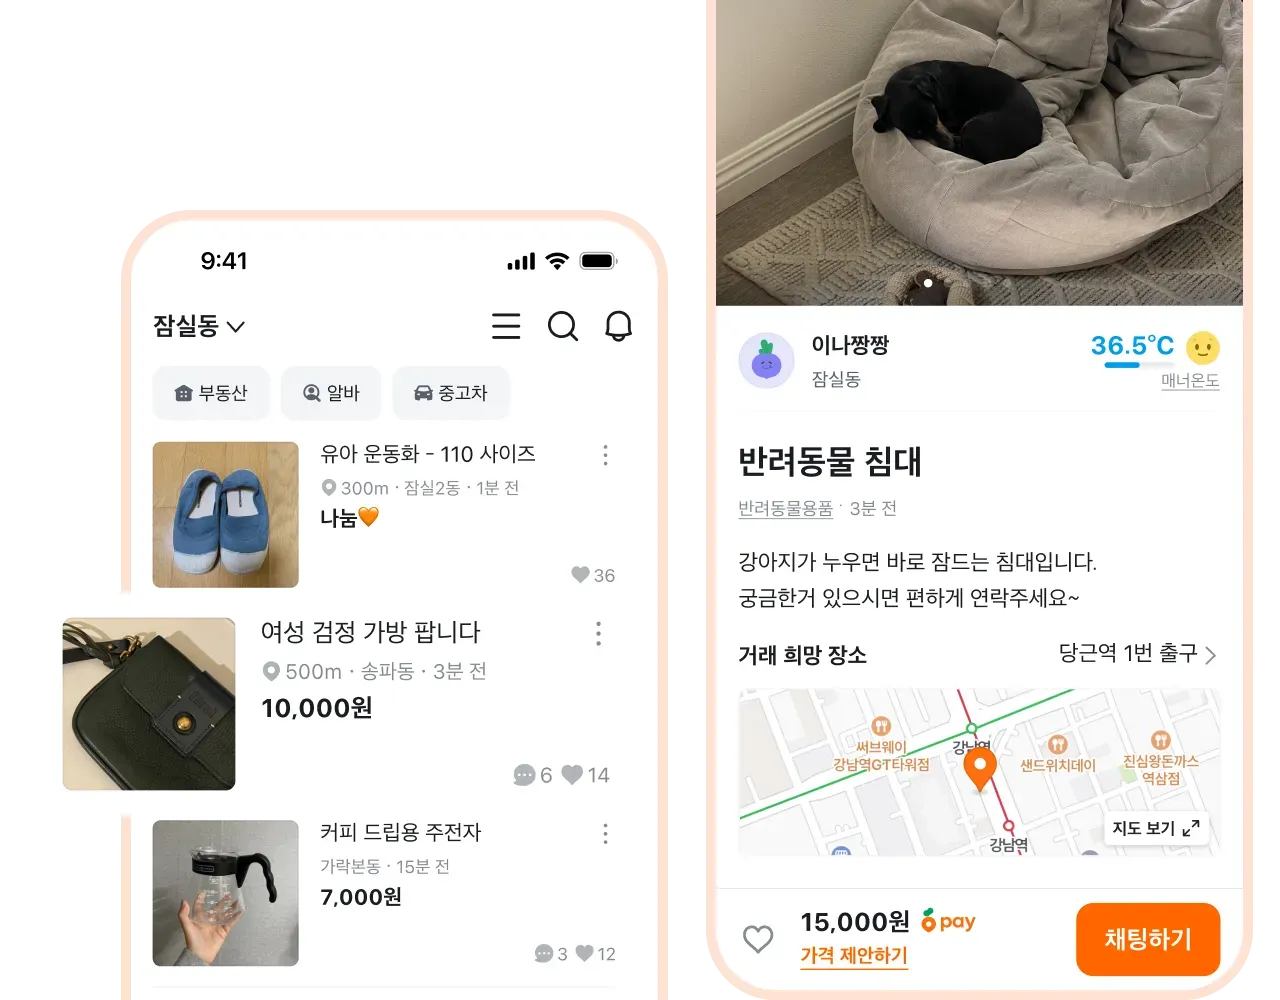 9:41
잠실동
부동산
알바
중고차
유아 운동화 - 110 사이즈
300m · 잠실2동 · 1분 전
나눔🧡
36
여성 검정 가방 팝니다
500m · 송파동 · 3분 전
10,000원
6 14
커피 드립용 주전자
가락본동 · 15분 전
7,000원
3 12
이나짱짱
잠실동
36.5°C
매너온도
반려동물 침대
반려동물용품 · 3분 전
강아지가 누우면 바로 잠드는 침대입니다.
궁금한거 있으시면 편하게 연락주세요~
거래 희망 장소
당근역 1번 출구
써브웨이
강남역GT타워점
강남역
샌드위치데이
진심왕돈까스
역삼점
지도 보기
강남역
15,000원 pay
가격 제안하기
채팅하기